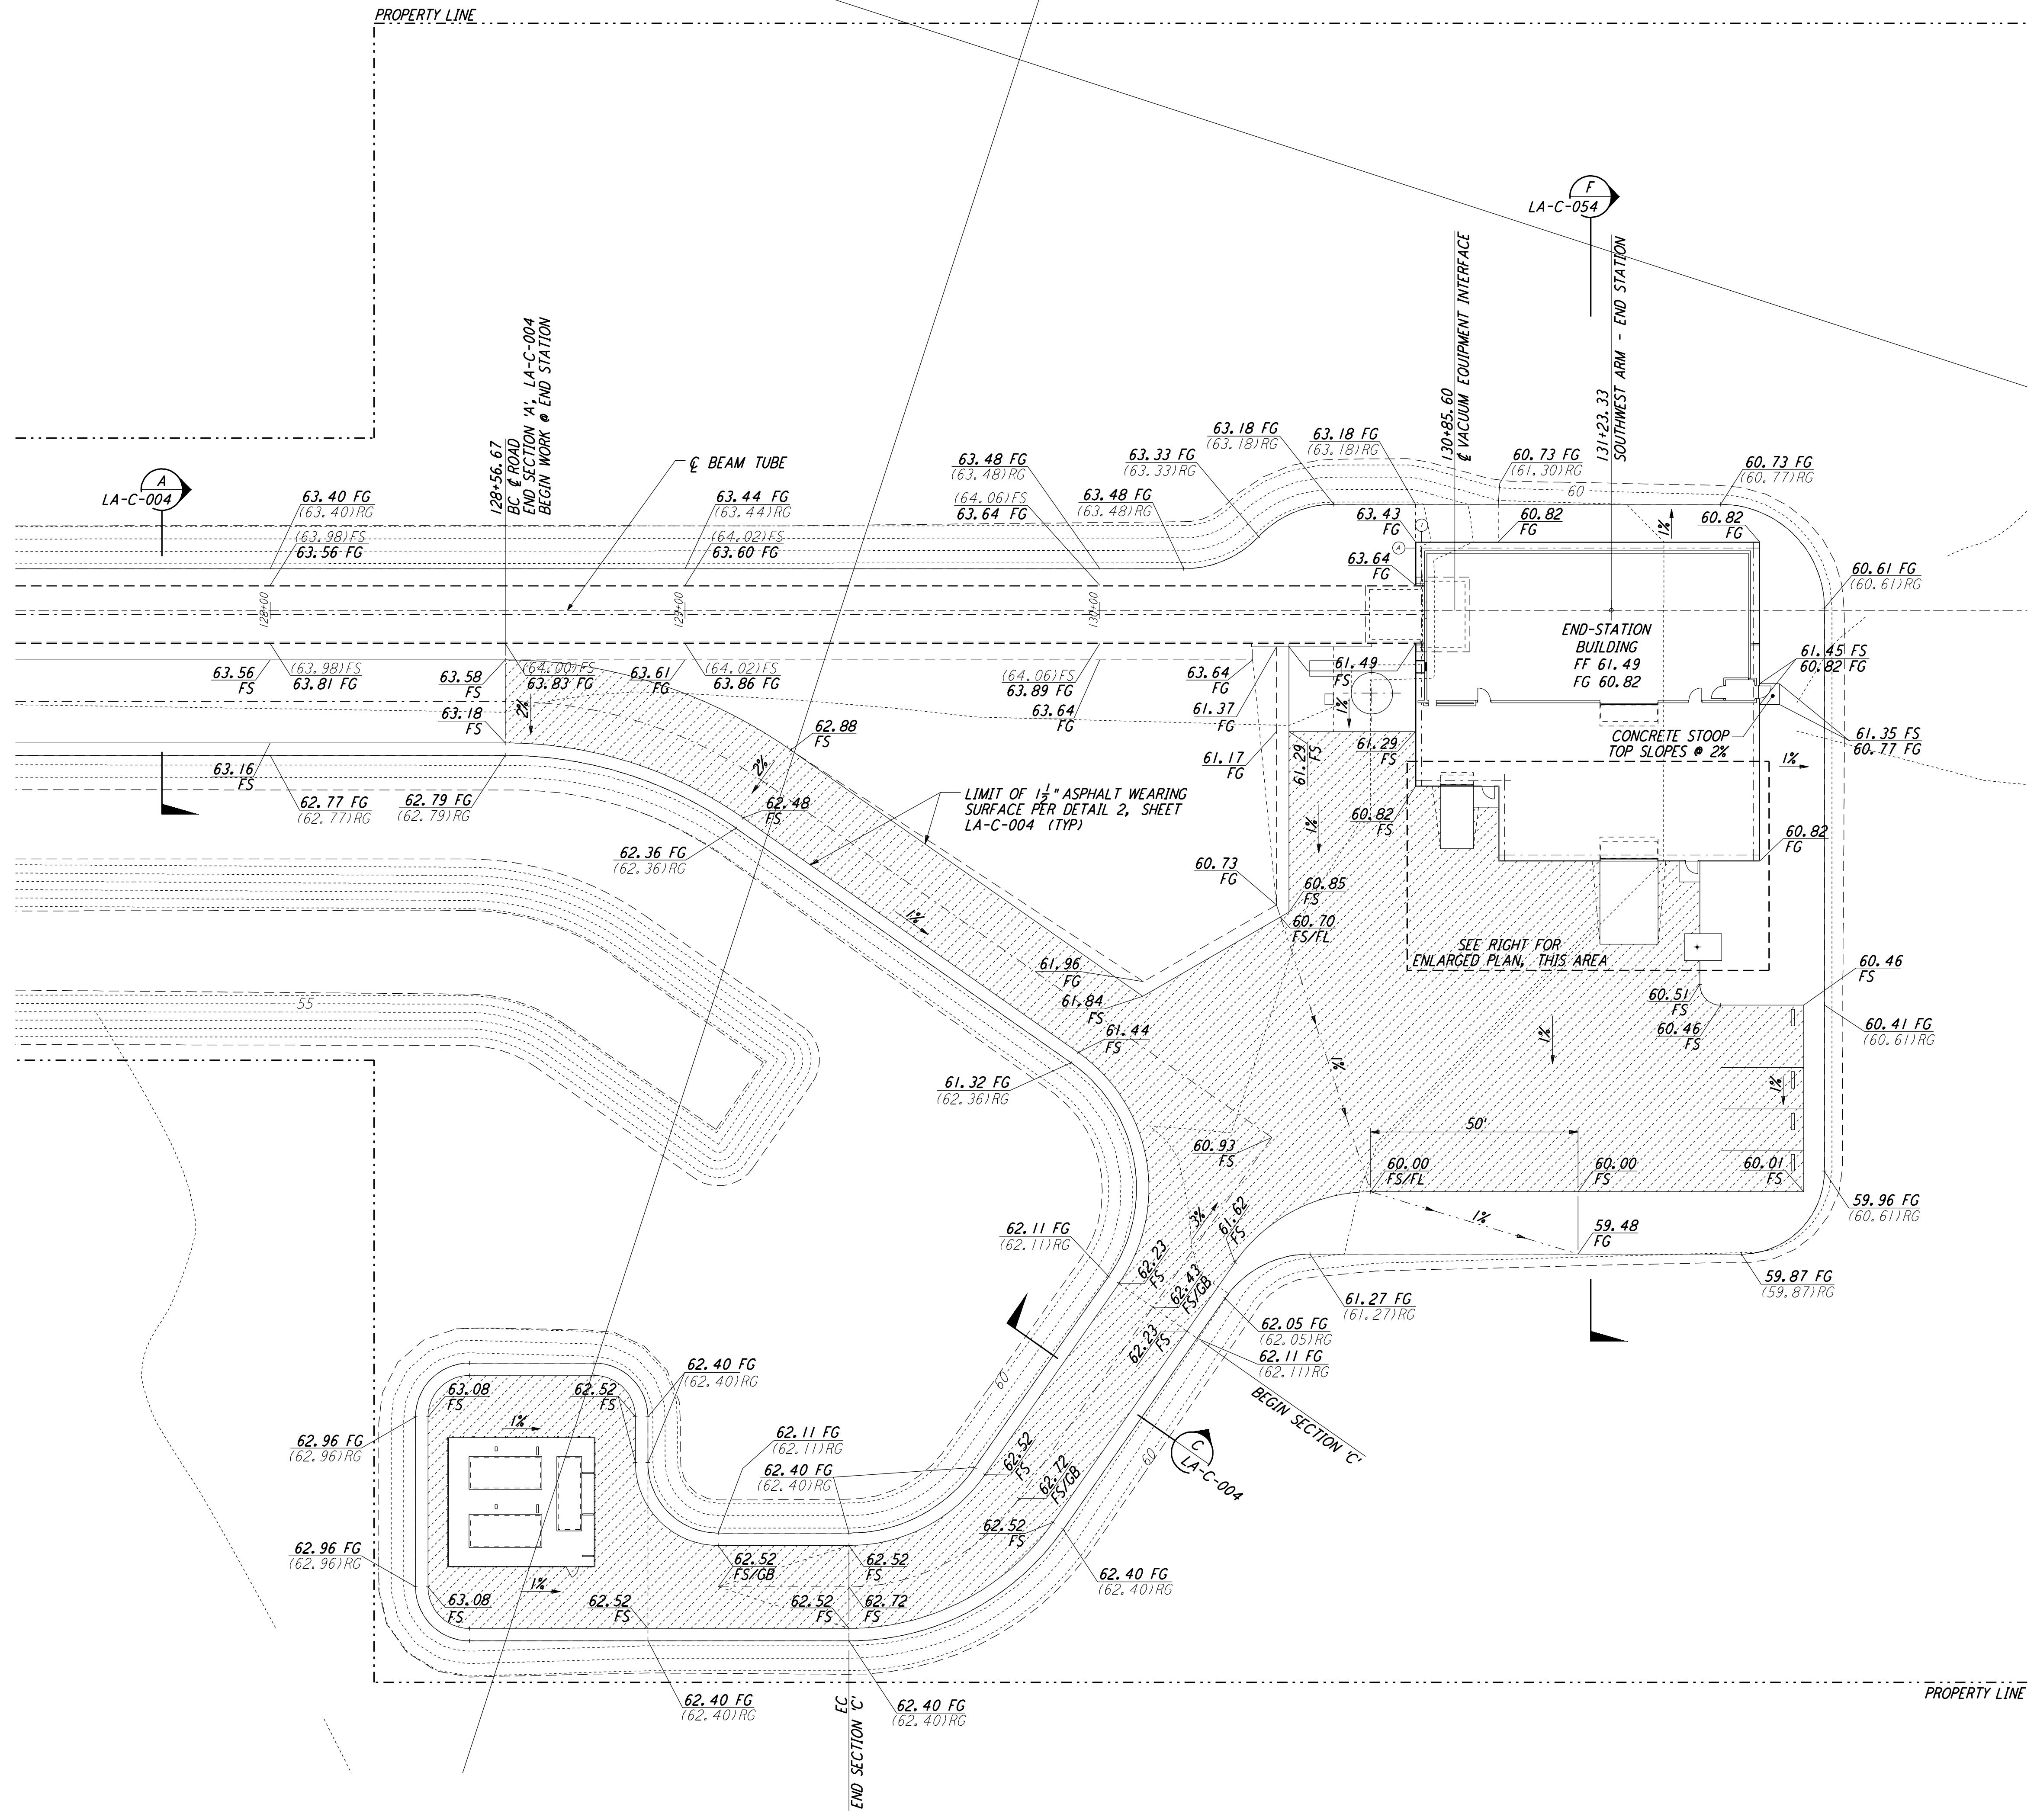 PROPERTY LINE
F
LA-C-054
A
LA-C-004
128+56.67
BC ℄ ROAD
END SECTION 'A', LA-C-004
BEGIN WORK @ END STATION
℄ BEAM TUBE
130+85.60
℄ VACUUM EQUIPMENT INTERFACE
131+23.33
SOUTHWEST ARM - END STATION
63.40 FG
(63.40)RG
(63.98)FS
63.56 FG
63.44 FG
(63.44)RG
(64.02)FS
63.60 FG
63.48 FG
(63.48)RG
(64.06)FS
63.64 FG
63.48 FG
(63.48)RG
63.33 FG
(63.33)RG
63.18 FG
(63.18)RG
63.18 FG
(63.18)RG
60.73 FG
(61.30)RG
60
60.73 FG
(60.77)RG
63.43
FG
1
A
60.82
FG
1%
60.82
FG
63.64
FG
60.61 FG
(60.61)RG
128+00
129+00
130+00
END-STATION
BUILDING
FF 61.49
FG 60.82
63.56
FS
(63.98)FS
63.81 FG
63.58
FS
(64.00)FS
63.83 FG
63.61
FG
(64.02)FS
63.86 FG
(64.06)FS
63.89 FG
63.64
FG
61.49
FS
61.45 FS
60.82 FG
63.18
FS
2%
63.64
FG
61.37
FG
1%
62.88
FS
61.17
FG
61.29
FS
61.29
FS
CONCRETE STOOP
TOP SLOPES @ 2%
61.35 FS
60.77 FG
1%
63.16
FS
62.77 FG
(62.77)RG
62.79 FG
(62.79)RG
2%
62.48
FS
LIMIT OF 1½" ASPHALT WEARING
SURFACE PER DETAIL 2, SHEET
LA-C-004 (TYP)
60.82
FS
1%
60.82
FG
62.36 FG
(62.36)RG
60.73
FG
60.85
FS
1%
60.70
FS/FL
SEE RIGHT FOR
ENLARGED PLAN, THIS AREA
61.96
FG
60.46
FS
61.84
FS
60.51
FS
55
61.44
FS
60.46
FS
60.41 FG
(60.61)RG
1%
1%
61.32 FG
(62.36)RG
1%
50'
60.93
FS
60.00
FS/FL
60.00
FS
60.01
FS
59.96 FG
(60.61)RG
62.11 FG
(62.11)RG
3%
61.62
FS
1%
59.48
FG
62.23
FS
62.43
FS/GB
59.87 FG
(59.87)RG
61.27 FG
(61.27)RG
62.23
FS
62.05 FG
(62.05)RG
62.11 FG
(62.11)RG
BEGIN SECTION 'C'
60
62.40 FG
(62.40)RG
63.08
FS
62.52
FS
1%
62.96 FG
(62.96)RG
62.11 FG
(62.11)RG
62.40 FG
(62.40)RG
62.52
FS
62.72
FS/GB
60
C
LA-C-004
62.52
FS
62.96 FG
(62.96)RG
62.52
FS/GB
62.52
FS
62.40 FG
(62.40)RG
1%
63.08
FS
62.52
FS
62.52
FS
62.72
FS
62.40 FG
(62.40)RG
EC
END SECTION 'C'
62.40 FG
(62.40)RG
PROPERTY LINE